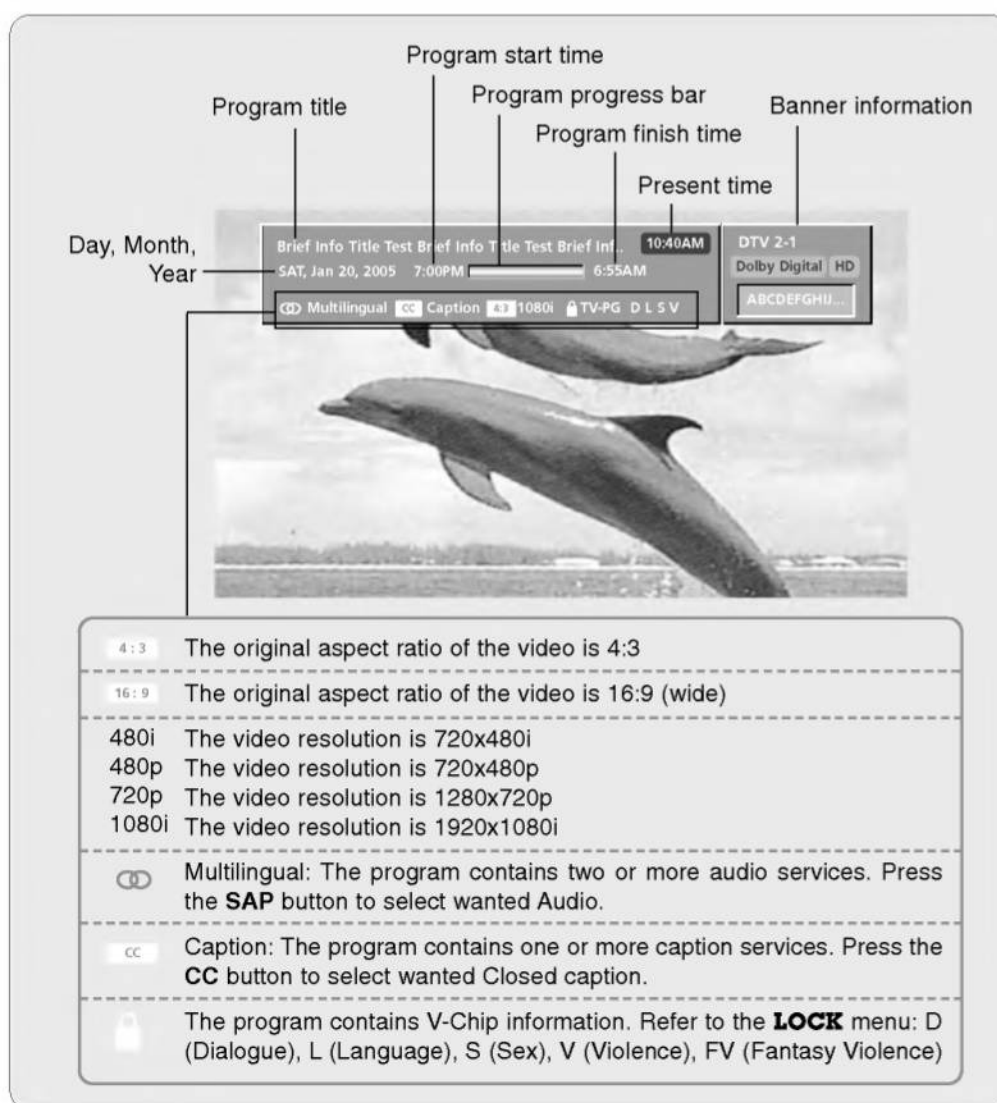 Program start time
Program title
Program progress bar
Banner information
Program finish time
Present time
Day, Month,
Year
Brief Info Title Test Brief Info Title Test Brief Inf..
10:40AM
SAT, Jan 20, 2005 7:00PM 6:55AM
Multilingual CC Caption 4:3 1080i TV-PG D L S V
DTV 2-1
Dolby Digital HD
ABCDEFGHIJ...
4:3 The original aspect ratio of the video is 4:3
16:9 The original aspect ratio of the video is 16:9 (wide)
480i The video resolution is 720x480i
480p The video resolution is 720x480p
720p The video resolution is 1280x720p
1080i The video resolution is 1920x1080i
Multilingual: The program contains two or more audio services. Press
the SAP button to select wanted Audio.
CC Caption: The program contains one or more caption services. Press the
CC button to select wanted Closed caption.
The program contains V-Chip information. Refer to the LOCK menu: D
(Dialogue), L (Language), S (Sex), V (Violence), FV (Fantasy Violence)